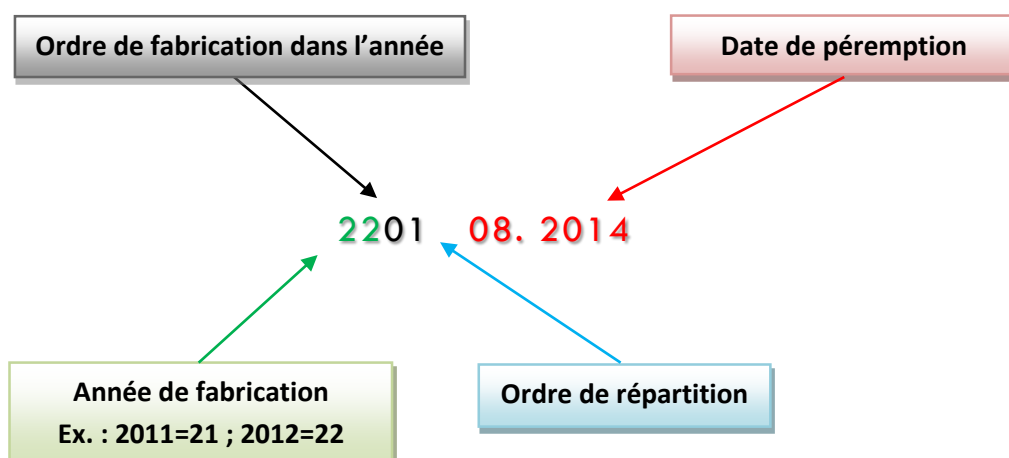 Ordre de fabrication dans l’année
Date de péremption
2201 08. 2014
Année de fabrication
Ex. : 2011=21 ; 2012=22
Ordre de répartition